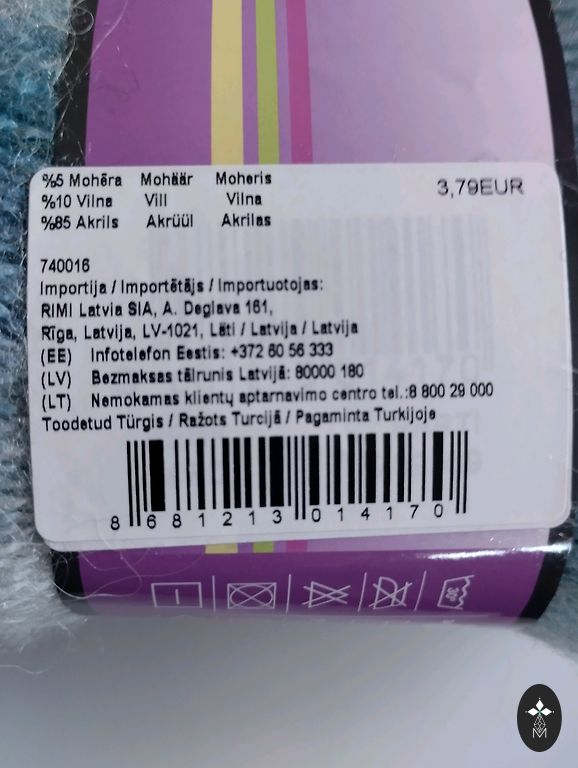 %5 Mohēra Mohäär Moheris
%10 Vilna Vill Vilna
%85 Akrils Akrüül Akrilas
3,79EUR
740016
Importija / Importētājs / Importuotojas:
RIMI Latvia SIA, A. Deglava 161,
Rīga, Latvija, LV-1021, Läti / Latvija / Latvija
(EE) Infotelefon Eestis: +372 60 56 333
(LV) Bezmaksas tālrunis Latvijā: 80000 180
(LT) Nemokamas klientų aptarnavimo centro tel.:8 800 29 000
Toodetud Türgis / Ražots Turcijā / Pagaminta Turkijoje
8 681213 014170
30°
M